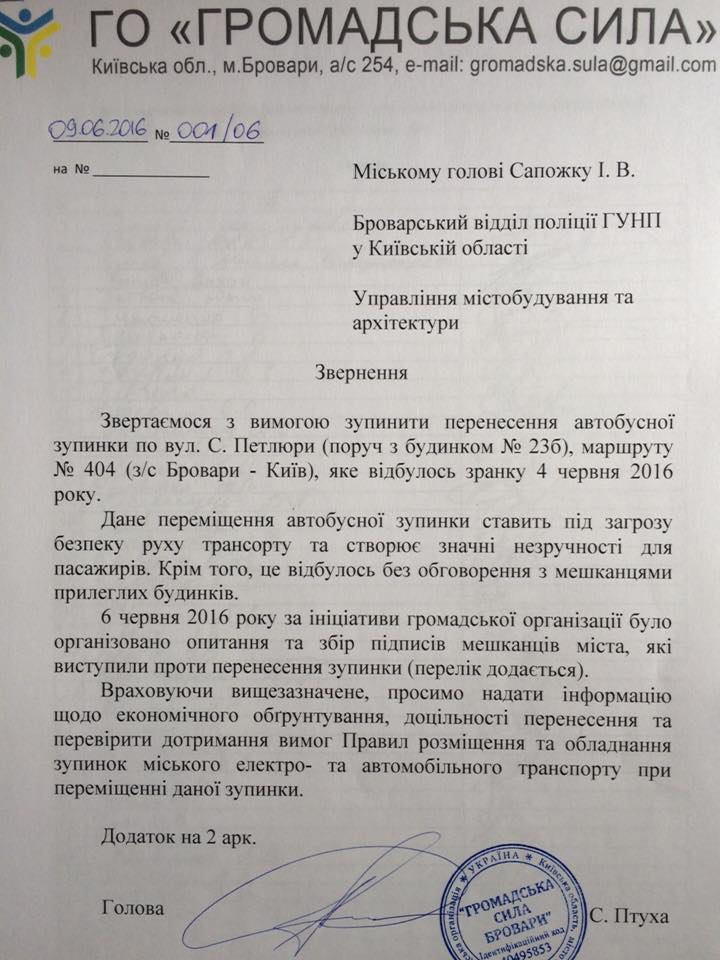 ГО «ГРОМАДСЬКА СИЛА»
Київська обл., м.Бровари, а/с 254, e-mail: gromadska.sula@gmail.com
09.06.2016 № 001/06
на № ____________
Міському голові Сапожку І. В.
Броварський відділ поліції ГУНП
у Київській області
Управління містобудування та
архітектури
Звернення
Звертаємося з вимогою зупинити перенесення автобусної
зупинки по вул. С. Петлюри (поруч з будинком № 23б), маршруту
№ 404 (з/с Бровари - Київ), яке відбулось зранку 4 червня 2016
року.
Дане переміщення автобусної зупинки ставить під загрозу
безпеку руху трансорту та створює значні незручності для
пасажирів. Крім того, це відбулось без обговорення з мешканцями
прилеглих будинків.
6 червня 2016 року за ініціативи громадської організації було
організовано опитання та збір підписів мешканців міста, які
виступили проти перенесення зупинки (перелік додається).
Враховуючи вищезазначене, просимо надати інформацію
щодо економічного обґрунтування, доцільності перенесення та
перевірити дотримання вимог Правил розміщення та обладнання
зупинок міського електро- та автомобільного транспорту при
переміщенні даної зупинки.
Додаток на 2 арк.
Голова
С. Птуха
УКРАЇНА * Київська область, місто
організація
"ГРОМАДСЬКА
СИЛА
БРОВАРИ"
Ідентифікаційний код
40495853